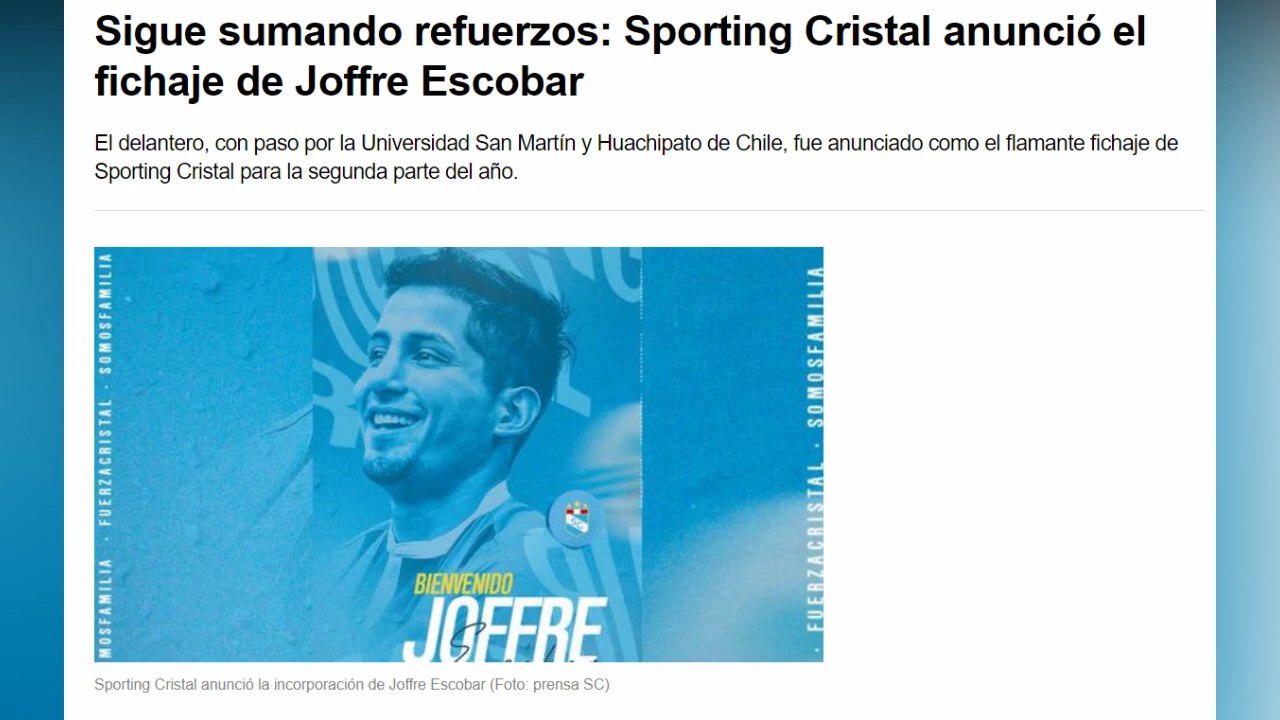 Sigue sumando refuerzos: Sporting Cristal anunció el
fichaje de Joffre Escobar
El delantero, con paso por la Universidad San Martín y Huachipato de Chile, fue anunciado como el flamante fichaje de
Sporting Cristal para la segunda parte del año.
MOSFAMILIA · FUERZACRISTAL · SOMOSFAMILIA
· FUERZACRISTAL · SOMOSFAMILIA
SC
BIENVENIDO
JOFFRE
Sporting Cristal anunció la incorporación de Joffre Escobar (Foto: prensa SC)